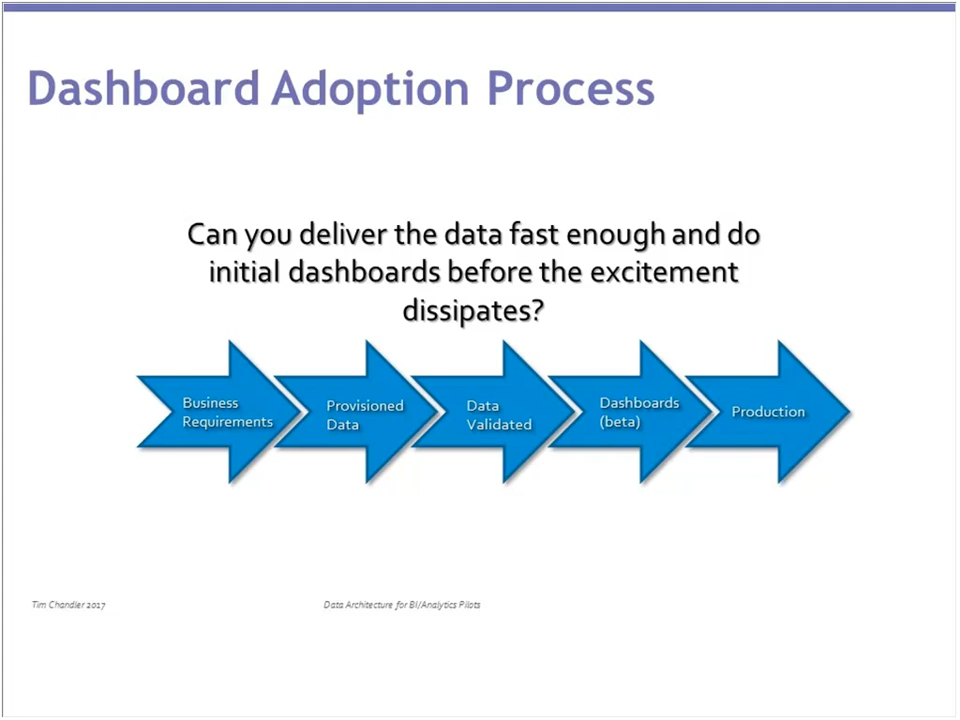 Dashboard Adoption Process
Can you deliver the data fast enough and do
initial dashboards before the excitement
dissipates?
Business
Requirements
Provisioned
Data
Data
Validated
Dashboards
(beta)
Production
Tim Chandler 2017
Data Architecture for BI/Analytics Pilots